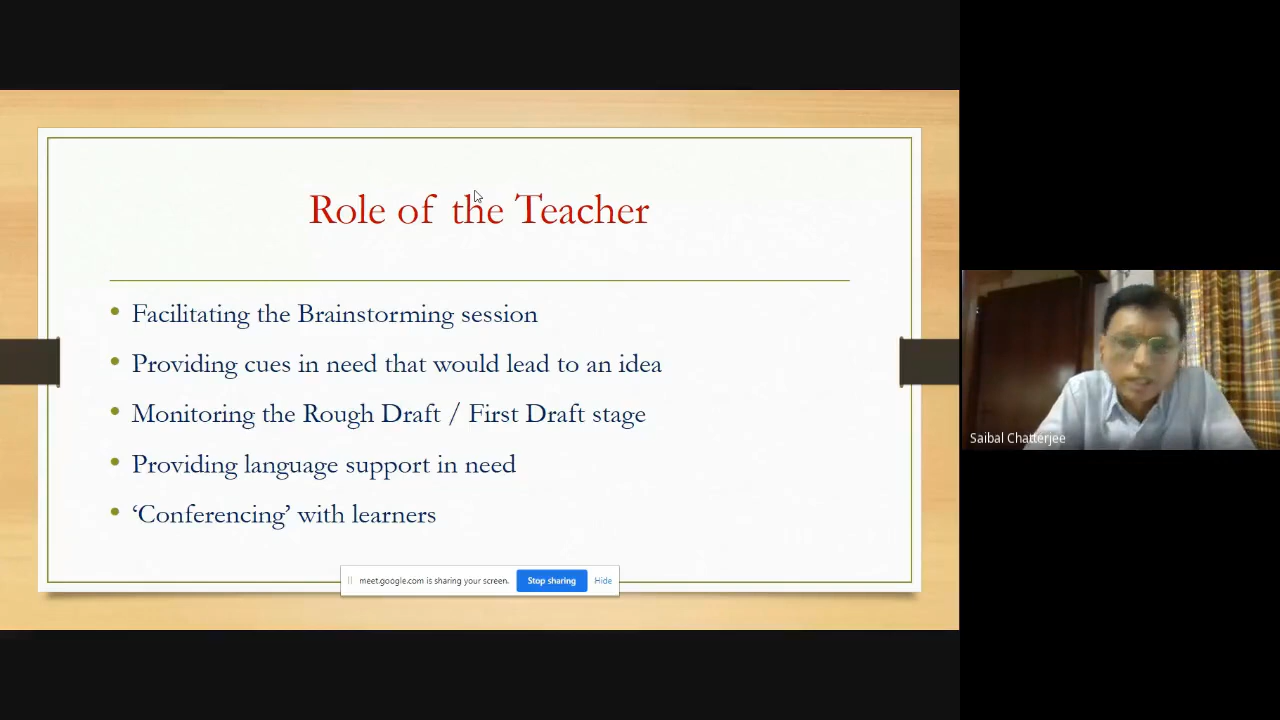 Role of the Teacher
• Facilitating the Brainstorming session
• Providing cues in need that would lead to an idea
• Monitoring the Rough Draft / First Draft stage
• Providing language support in need
• ‘Conferencing’ with learners
meet.google.com is sharing your screen. Stop sharing Hide
Saibal Chatterjee